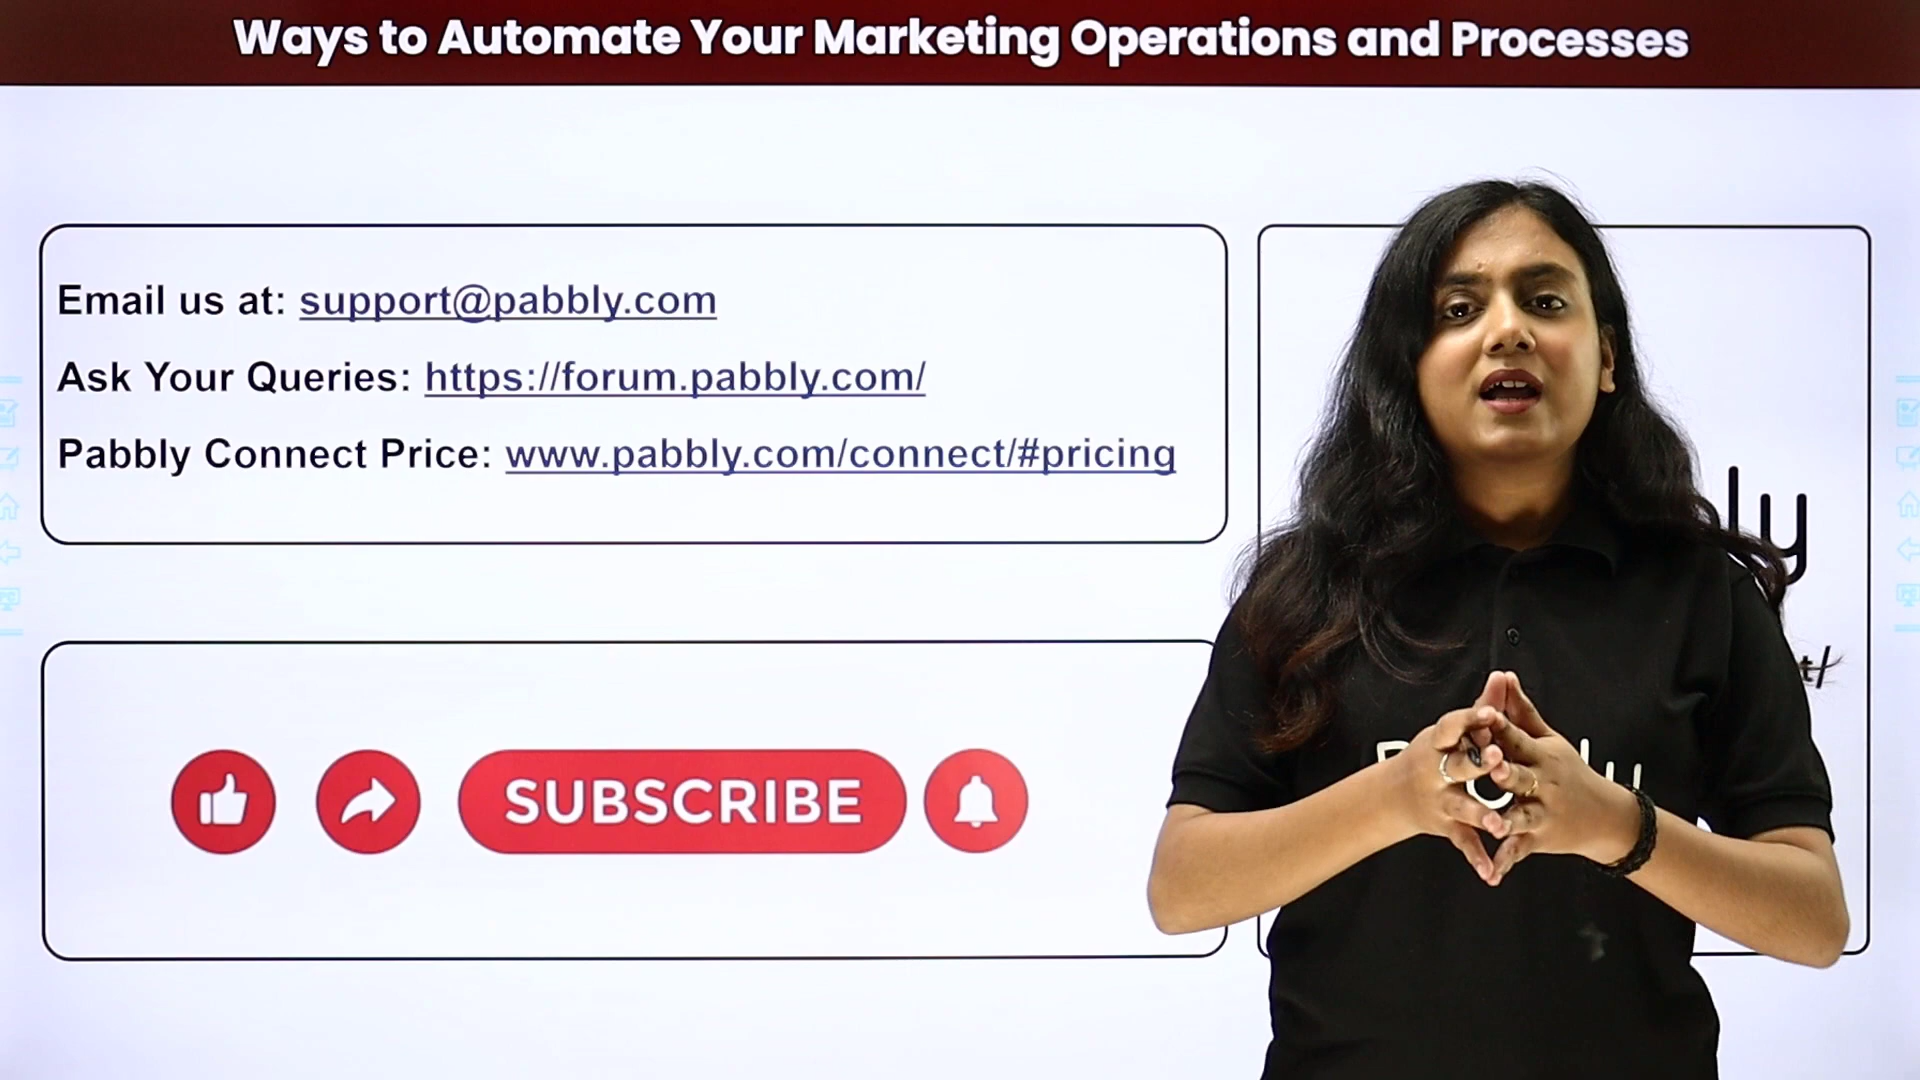 Ways to Automate Your Marketing Operations and Processes
Email us at: support@pabbly.com
Ask Your Queries: https://forum.pabbly.com/
Pabbly Connect Price: www.pabbly.com/connect/#pricing
SUBSCRIBE